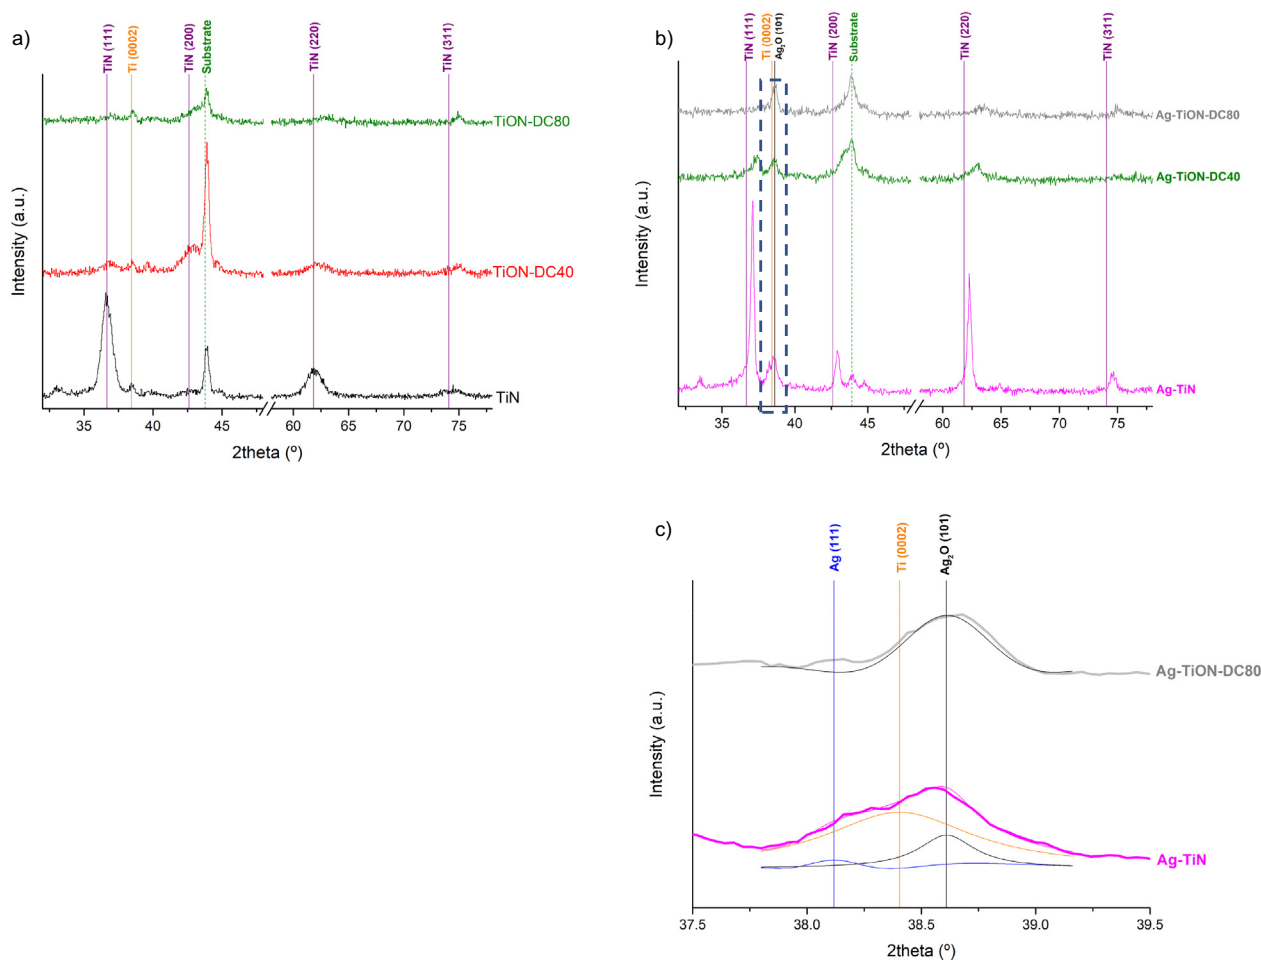 a)
TiN (111)
Ti (0002)
TiN (200)
Substrate
TiN (220)
TiN (311)
TiON-DC80
TiON-DC40
TiN
Intensity (a.u.)
35 40 45 60 65 70 75
2theta (º)
b)
TiN (111)
Ti (0002)
Ag₂O (101)
TiN (200)
Substrate
TiN (220)
TiN (311)
Ag-TiON-DC80
Ag-TiON-DC40
Ag-TiN
Intensity (a.u.)
35 40 45 60 65 70 75
2theta (º)
c)
Ag (111)
Ti (0002)
Ag₂O (101)
Ag-TiON-DC80
Ag-TiN
Intensity (a.u.)
37.5 38.0 38.5 39.0 39.5
2theta (º)